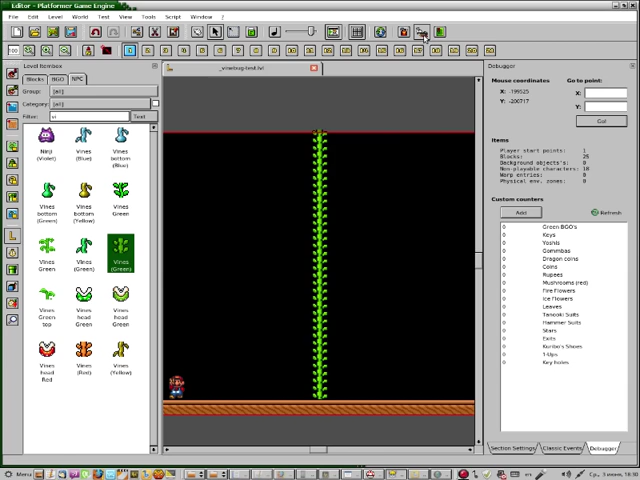 Editor - Platformer Game Engine
File Edit Level World Test View Tools Script Window ?
Level Itembox
Blocks BGO NPC
Group: [all]
Category: [all]
Filter: vi Text
Ninji (Violet)
Vines (Blue)
Vines bottom (Blue)
Vines bottom (Green)
Vines bottom (Yellow)
Vines Green
Vines Green
Vines (Green)
Vines (Green)
Vines Green top
Vines head Green
Vines head Green
Vines head Red
Vines (Red)
Vines (Yellow)
_vinebug-test.lvl
Debugger
Mouse coordinates
X: -199525
Y: -200717
Go to point:
X:
Y:
Go!
Items
Player start points: 1
Blocks: 25
Background objects's: 0
Non-playable characters: 18
Warp entries: 0
Physical env. zones: 0
Custom counters
Add Refresh
0 Green BGO's
0 Keys
0 Yoshis
0 Goombas
0 Dragon coins
0 Coins
0 Rupees
0 Mushrooms (red)
0 Fire Flowers
0 Ice Flowers
0 Leaves
0 Tanooki Suits
0 Hammer Suits
0 Stars
0 Exits
0 Kuribo's Shoes
0 1-Ups
0 Key holes
Section Settings Classic Events Debugger
Menu
en
18:30